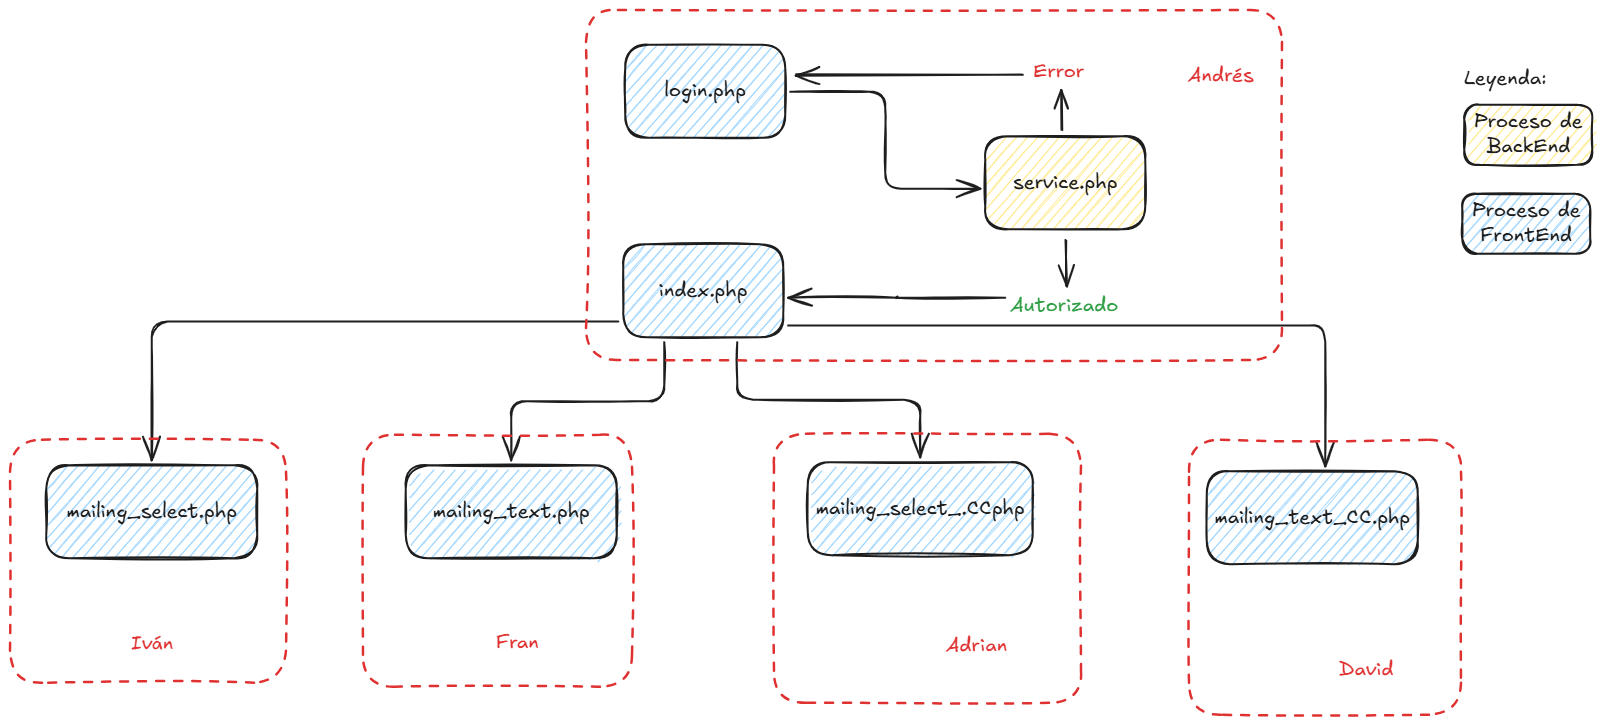 login.php
Error
Andrés
Leyenda:
Proceso de
BackEnd
service.php
Proceso de
FrontEnd
index.php
Autorizado
mailing_select.php
mailing_text.php
mailing_select_.CCphp
mailing_text_CC.php
Iván
Fran
Adrian
David